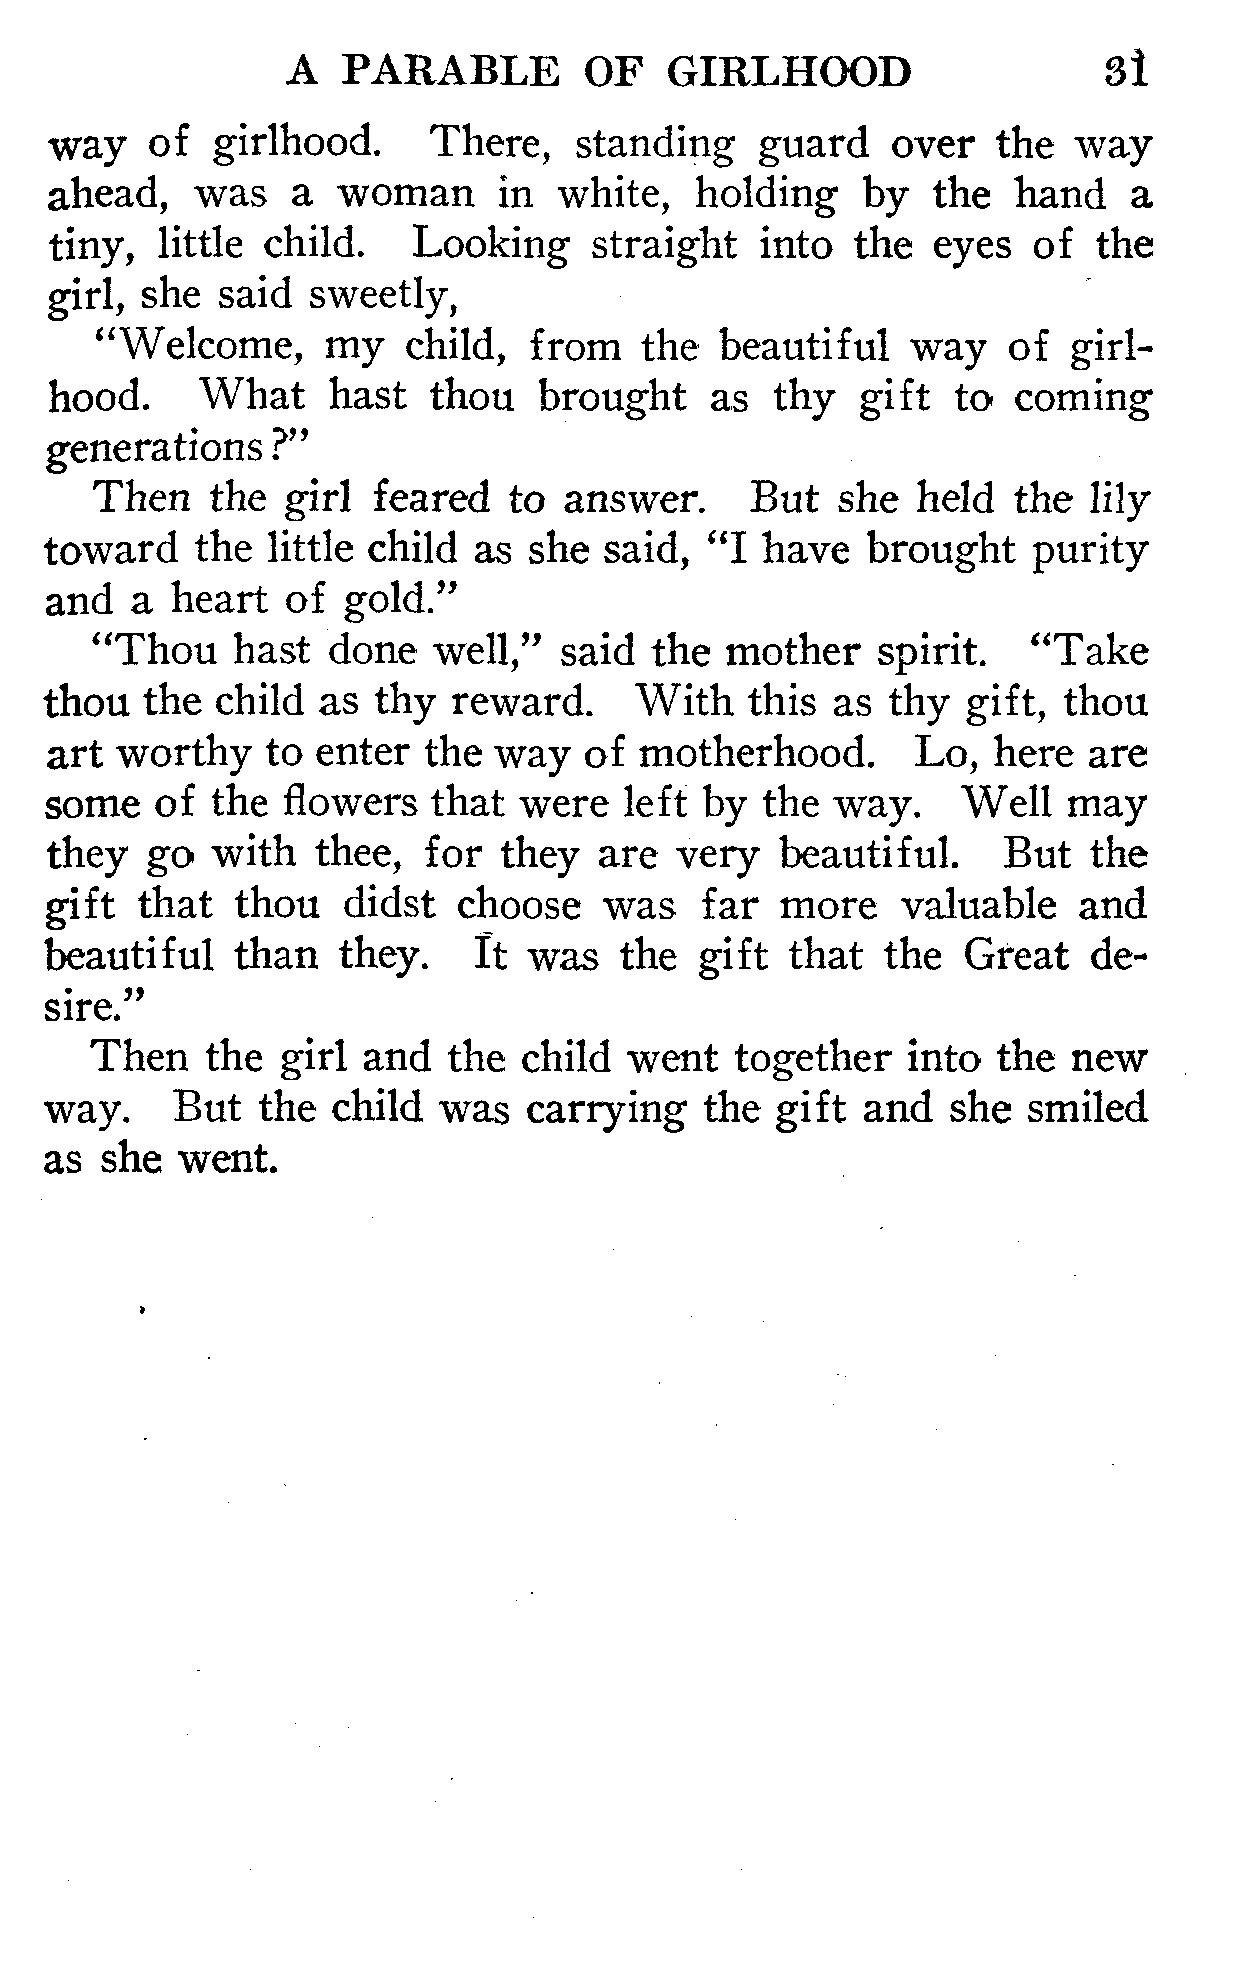 A PARABLE OF GIRLHOOD 31
way of girlhood. There, standing guard over the way
ahead, was a woman in white, holding by the hand a
tiny, little child. Looking straight into the eyes of the
girl, she said sweetly,
"Welcome, my child, from the beautiful way of girl-
hood. What hast thou brought as thy gift to coming
generations?"
Then the girl feared to answer. But she held the lily
toward the little child as she said, "I have brought purity
and a heart of gold."
"Thou hast done well," said the mother spirit. "Take
thou the child as thy reward. With this as thy gift, thou
art worthy to enter the way of motherhood. Lo, here are
some of the flowers that were left by the way. Well may
they go with thee, for they are very beautiful. But the
gift that thou didst choose was far more valuable and
beautiful than they. It was the gift that the Great de-
sire."
Then the girl and the child went together into the new
way. But the child was carrying the gift and she smiled
as she went.